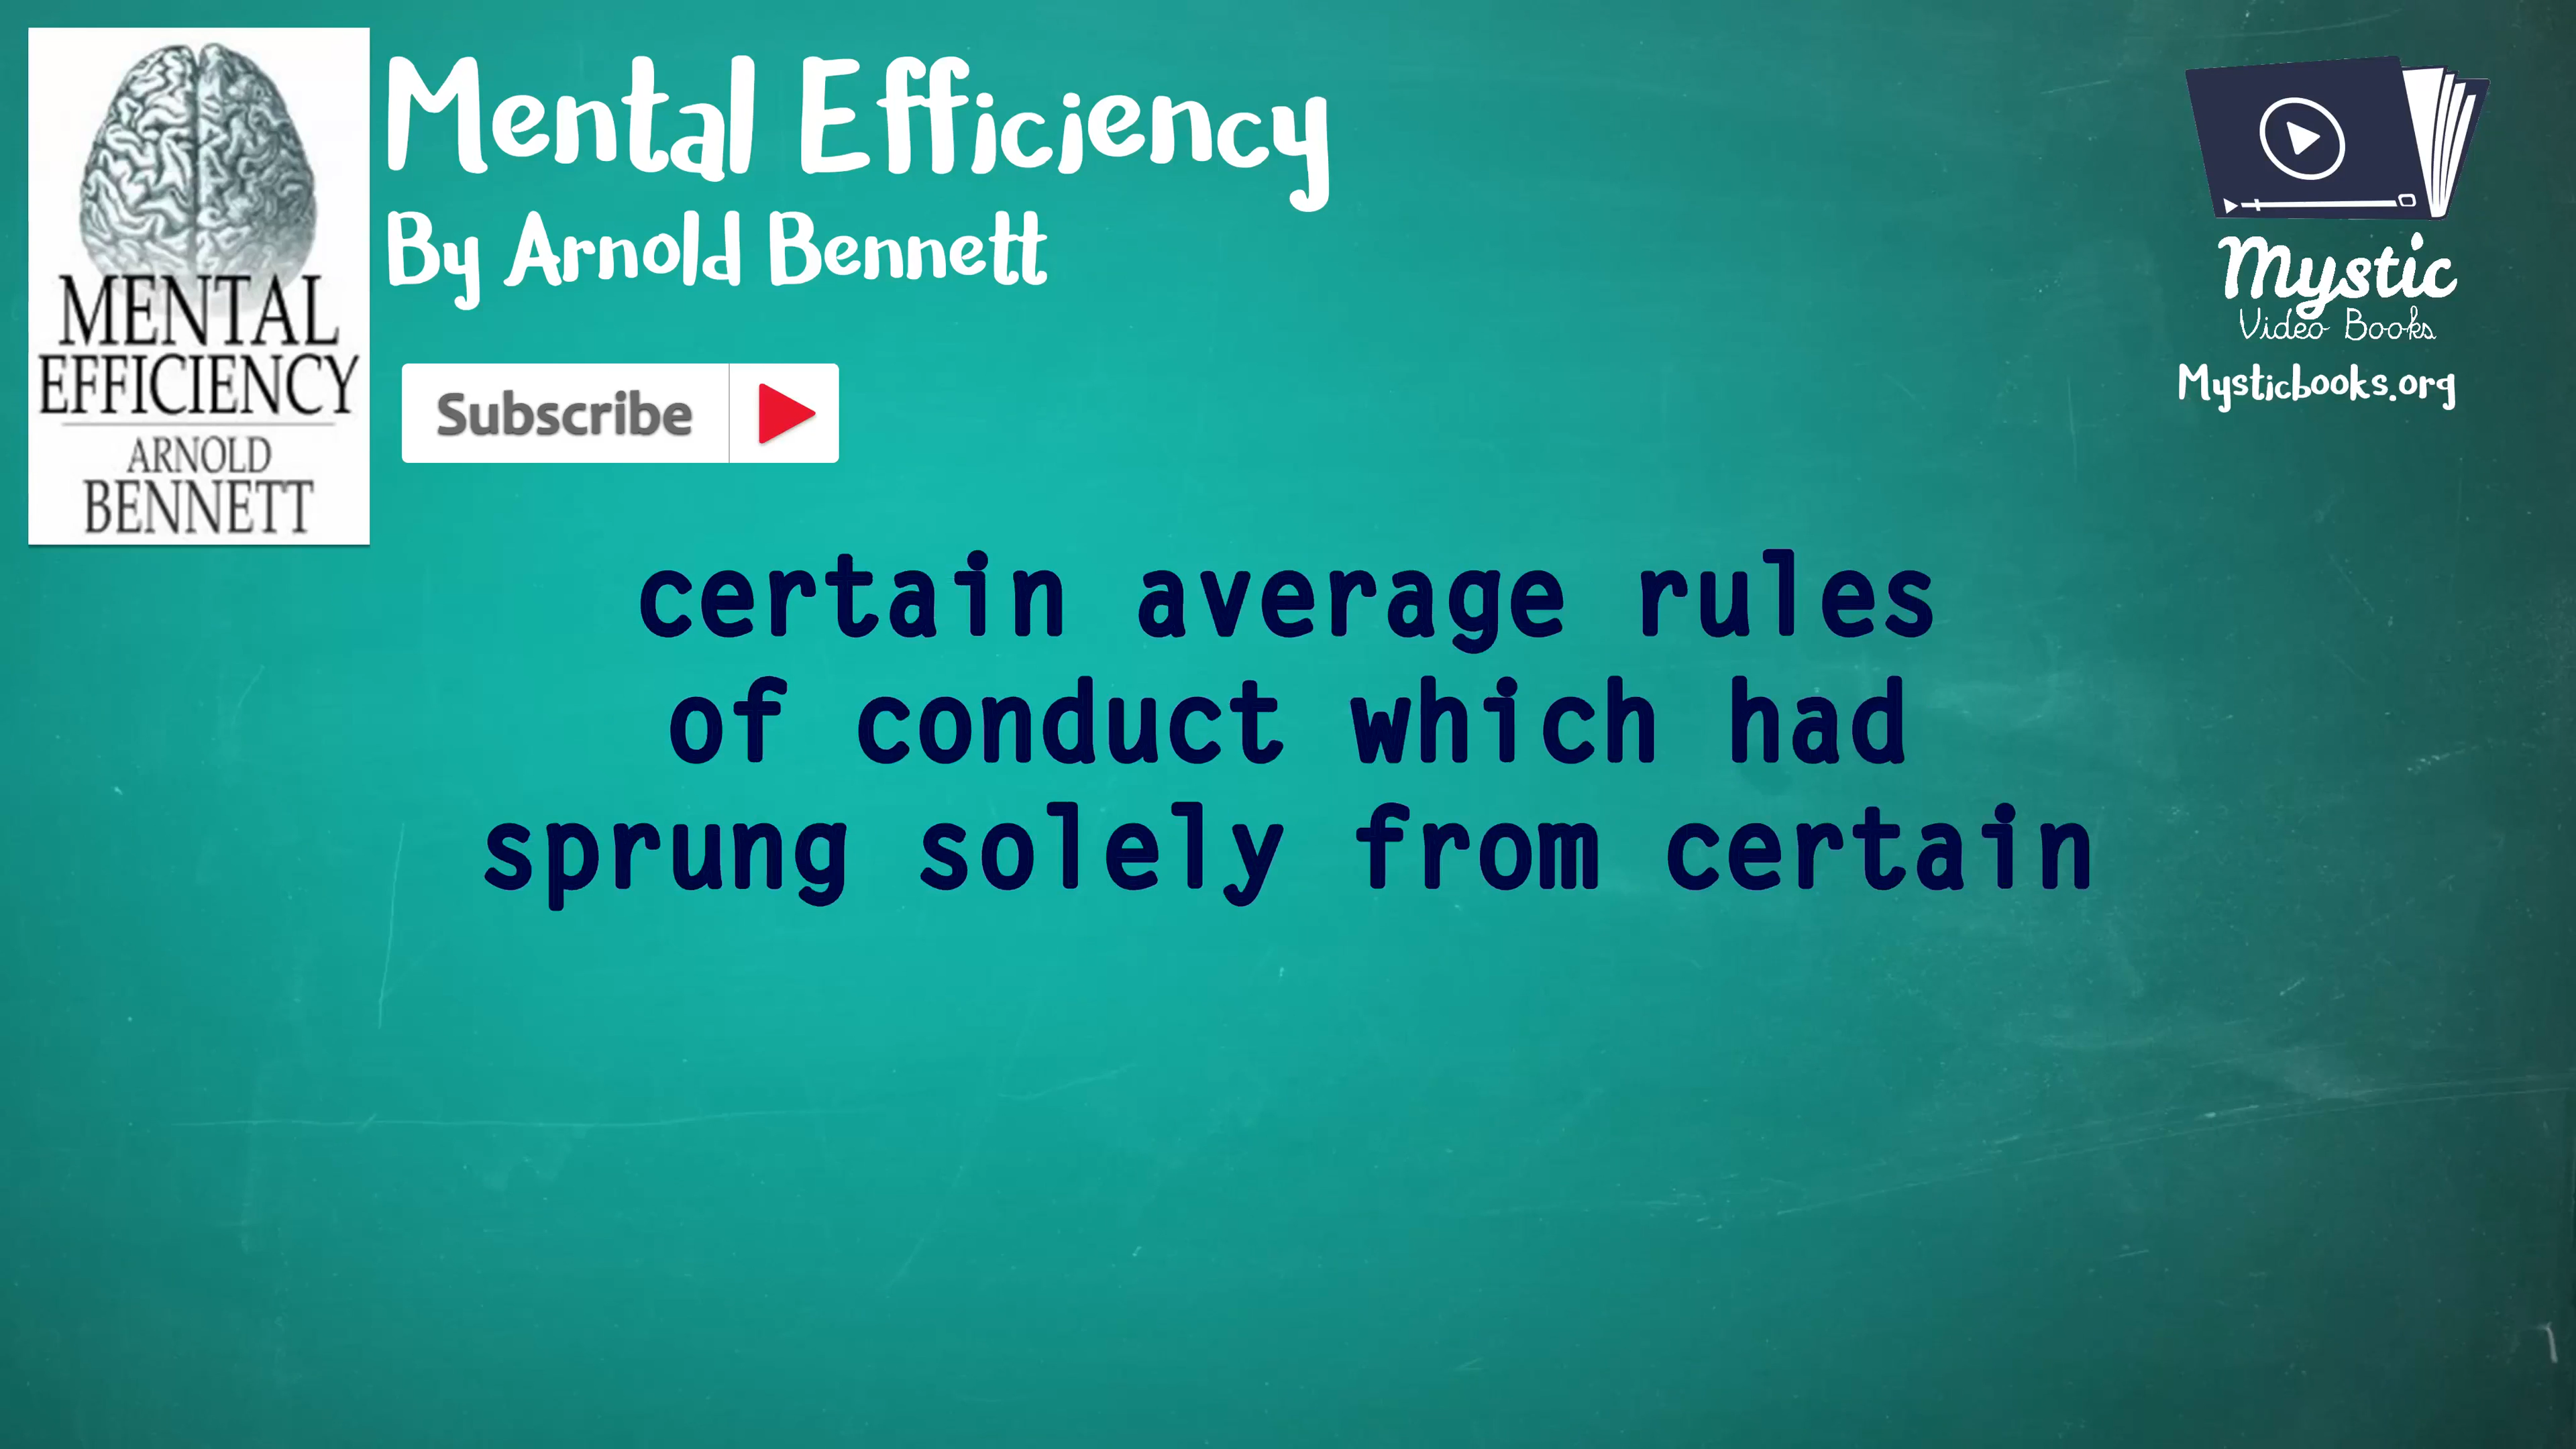 MENTAL
EFFICIENCY
ARNOLD
BENNETT
Mental Efficiency
By Arnold Bennett
Subscribe
Mystic
Video Books
Mysticbooks.org
certain average rules
of conduct which had
sprung solely from certain